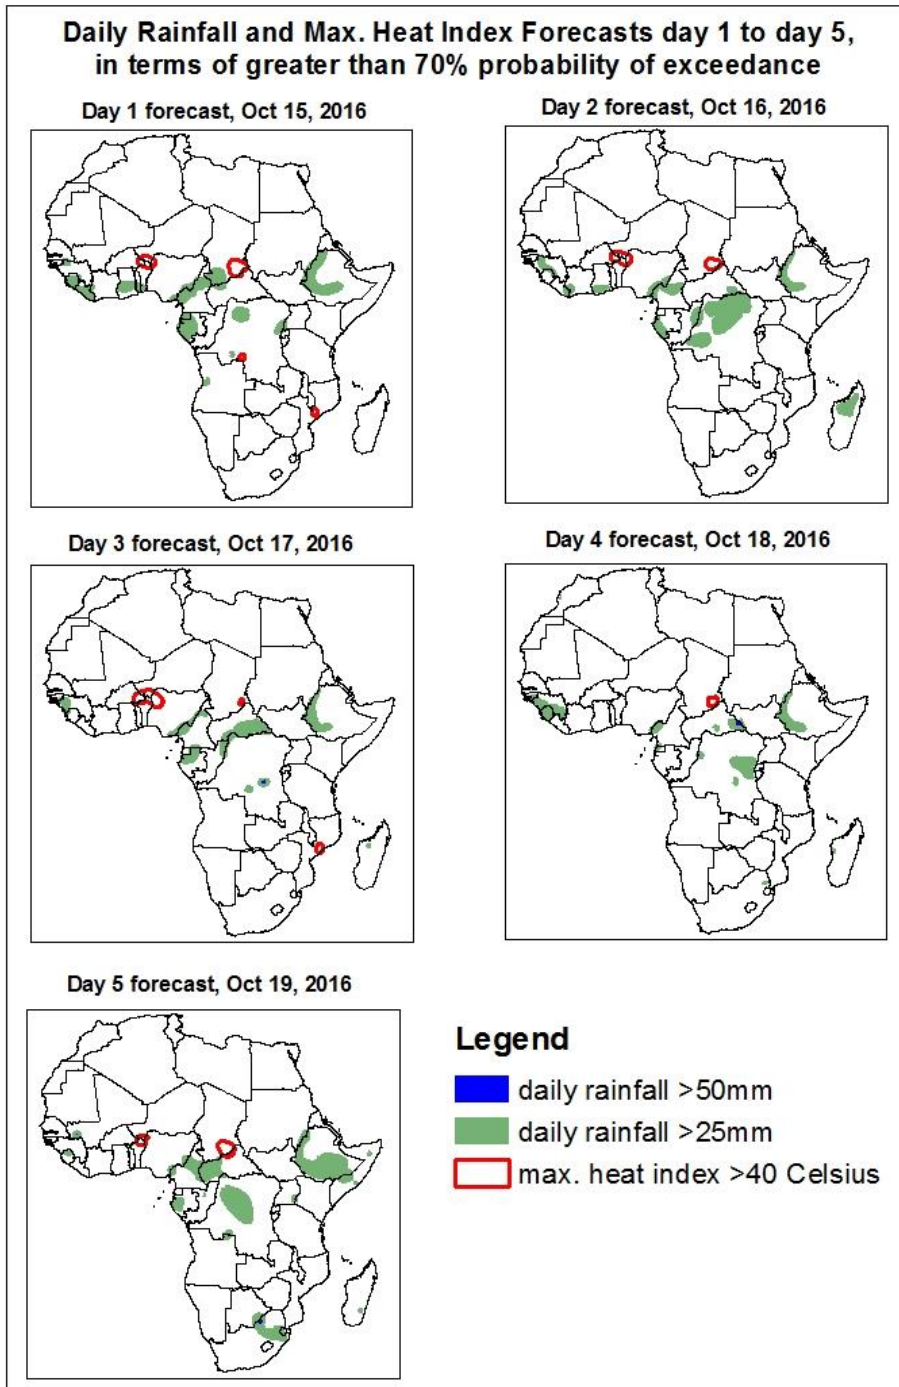 Daily Rainfall and Max. Heat Index Forecasts day 1 to day 5,
in terms of greater than 70% probability of exceedance
Day 1 forecast, Oct 15, 2016
Day 2 forecast, Oct 16, 2016
Day 3 forecast, Oct 17, 2016
Day 4 forecast, Oct 18, 2016
Day 5 forecast, Oct 19, 2016
Legend
daily rainfall >50mm
daily rainfall >25mm
max. heat index >40 Celsius